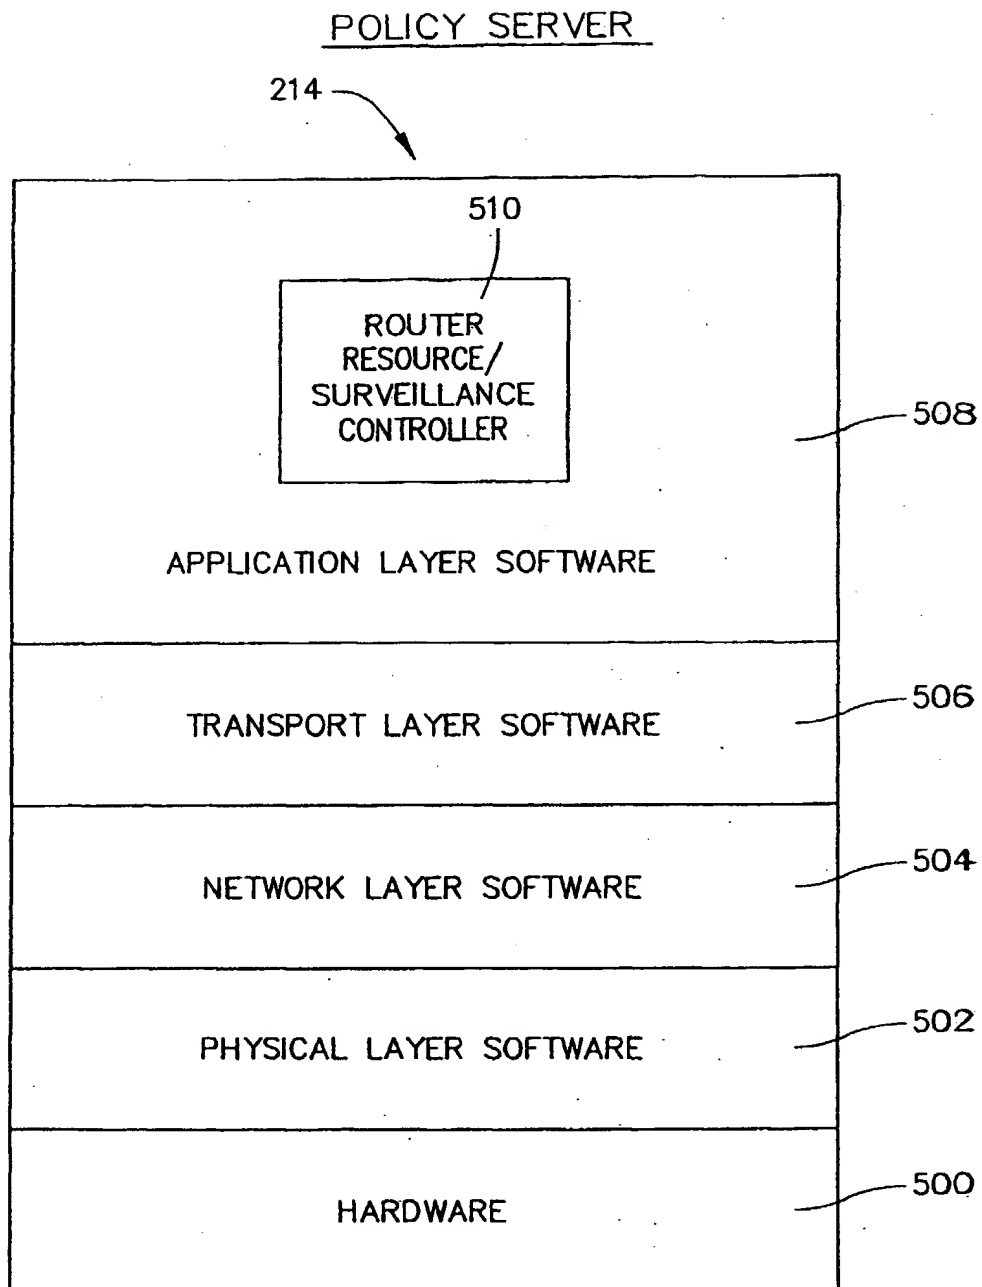 POLICY SERVER
214
510
ROUTER
RESOURCE/
SURVEILLANCE
CONTROLLER
508
APPLICATION LAYER SOFTWARE
506
TRANSPORT LAYER SOFTWARE
504
NETWORK LAYER SOFTWARE
502
PHYSICAL LAYER SOFTWARE
500
HARDWARE